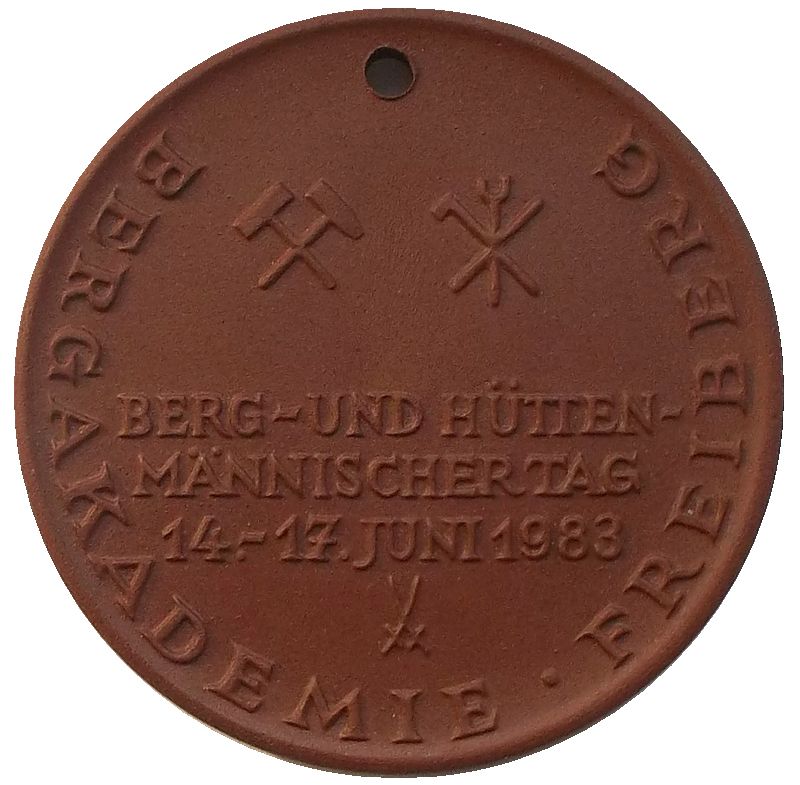 BERGAKADEMIE · FREIBERG
BERG-UND HÜTTEN-
MÄNNISCHER TAG
14.-17. JUNI 1983